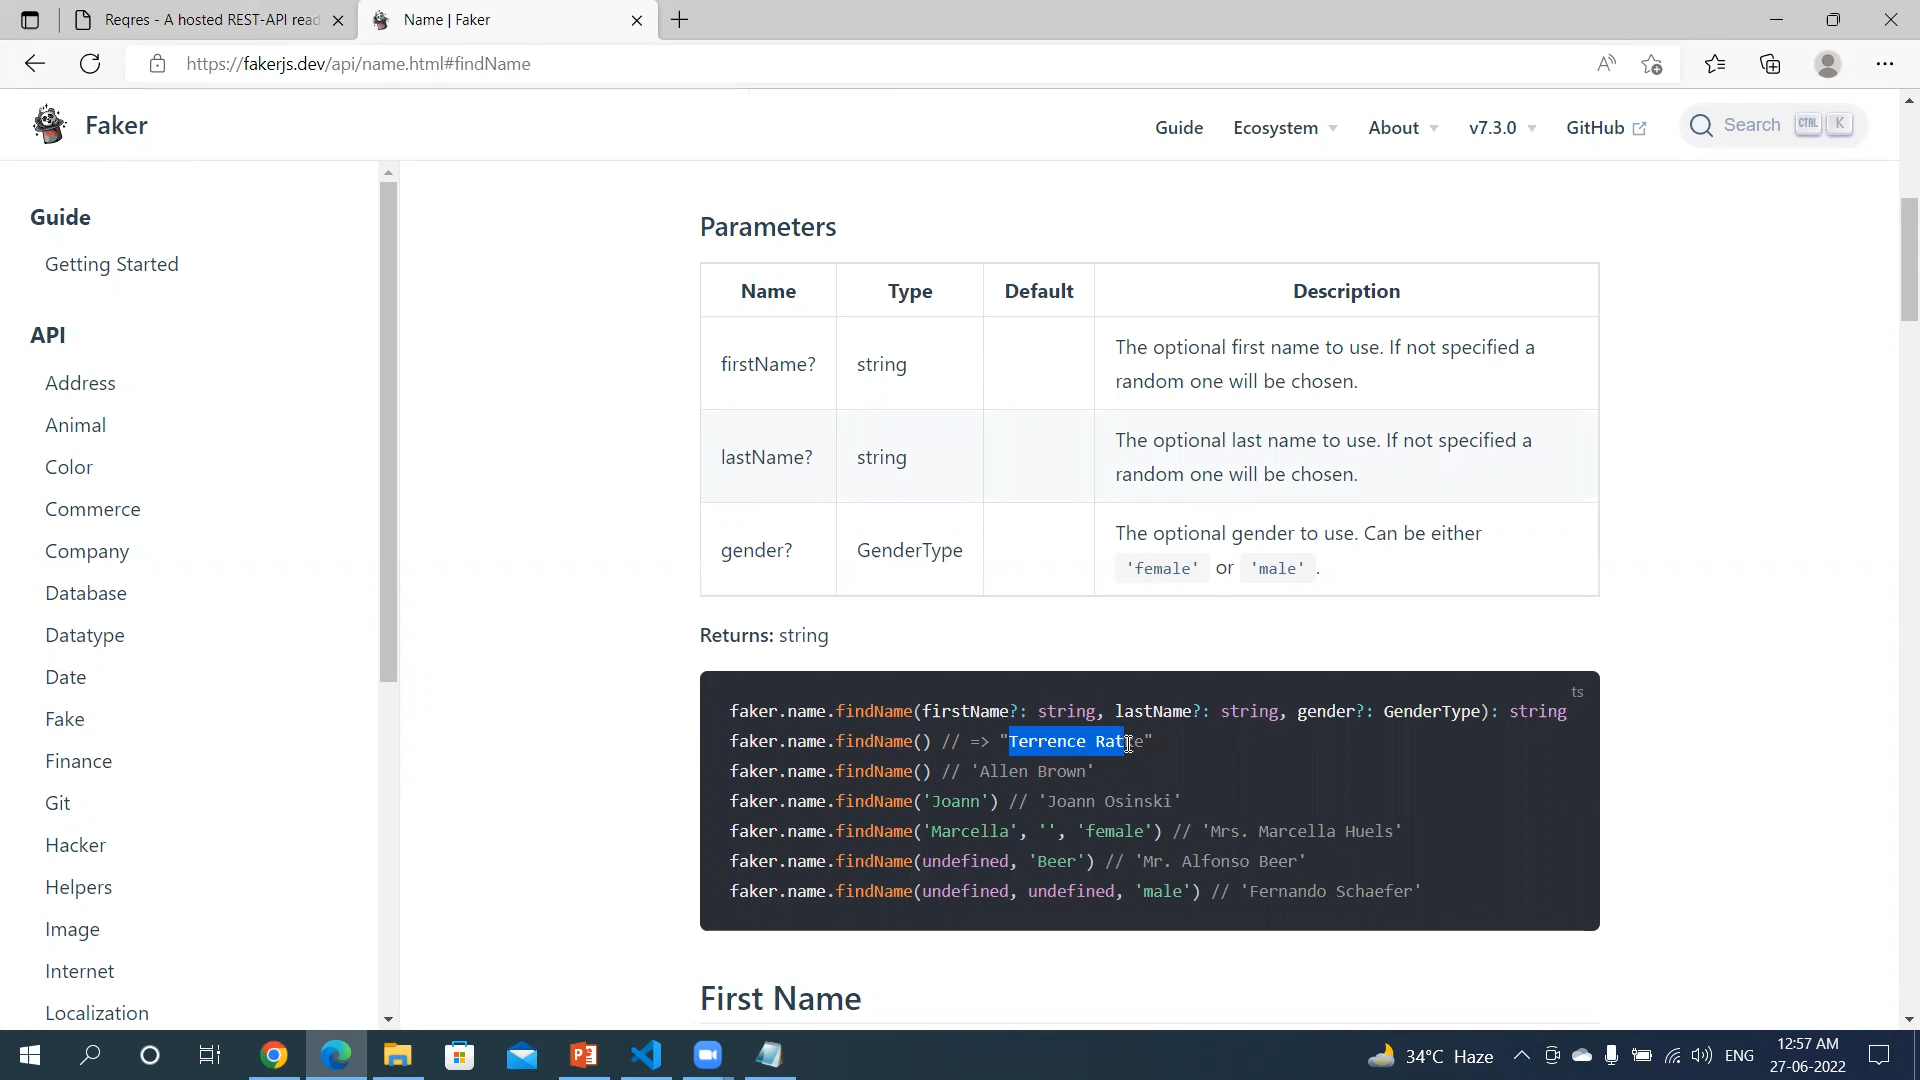 Reqres - A hosted REST-API read
Name | Faker
https://fakerjs.dev/api/name.html#findName
Faker
Guide
Ecosystem
About
v7.3.0
GitHub
Search
CTRL
K
Guide
Getting Started
API
Address
Animal
Color
Commerce
Company
Database
Datatype
Date
Fake
Finance
Git
Hacker
Helpers
Image
Internet
Localization
Parameters
Name Type Default Description
firstName? string The optional first name to use. If not specified a
random one will be chosen.
lastName? string The optional last name to use. If not specified a
random one will be chosen.
gender? GenderType The optional gender to use. Can be either
'female' or 'male' .
Returns: string
ts
faker.name.findName(firstName?: string, lastName?: string, gender?: GenderType): string
faker.name.findName() // => "Terrence Ratke"
faker.name.findName() // 'Allen Brown'
faker.name.findName('Joann') // 'Joann Osinski'
faker.name.findName('Marcella', '', 'female') // 'Mrs. Marcella Huels'
faker.name.findName(undefined, 'Beer') // 'Mr. Alfonso Beer'
faker.name.findName(undefined, undefined, 'male') // 'Fernando Schaefer'
First Name
34°C Haze
ENG
12:57 AM
27-06-2022